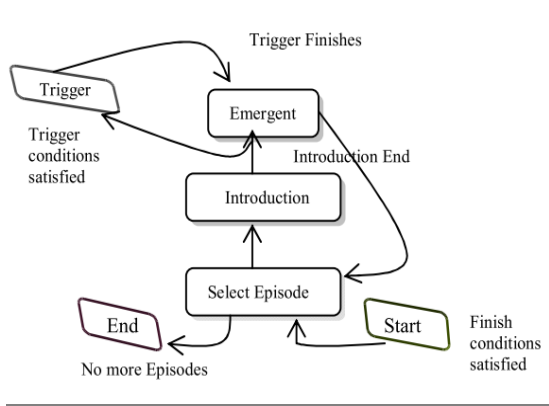 Trigger Finishes
Trigger
Emergent
Trigger
conditions
satisfied
Introduction End
Introduction
Select Episode
End
Start
Finish
conditions
satisfied
No more Episodes